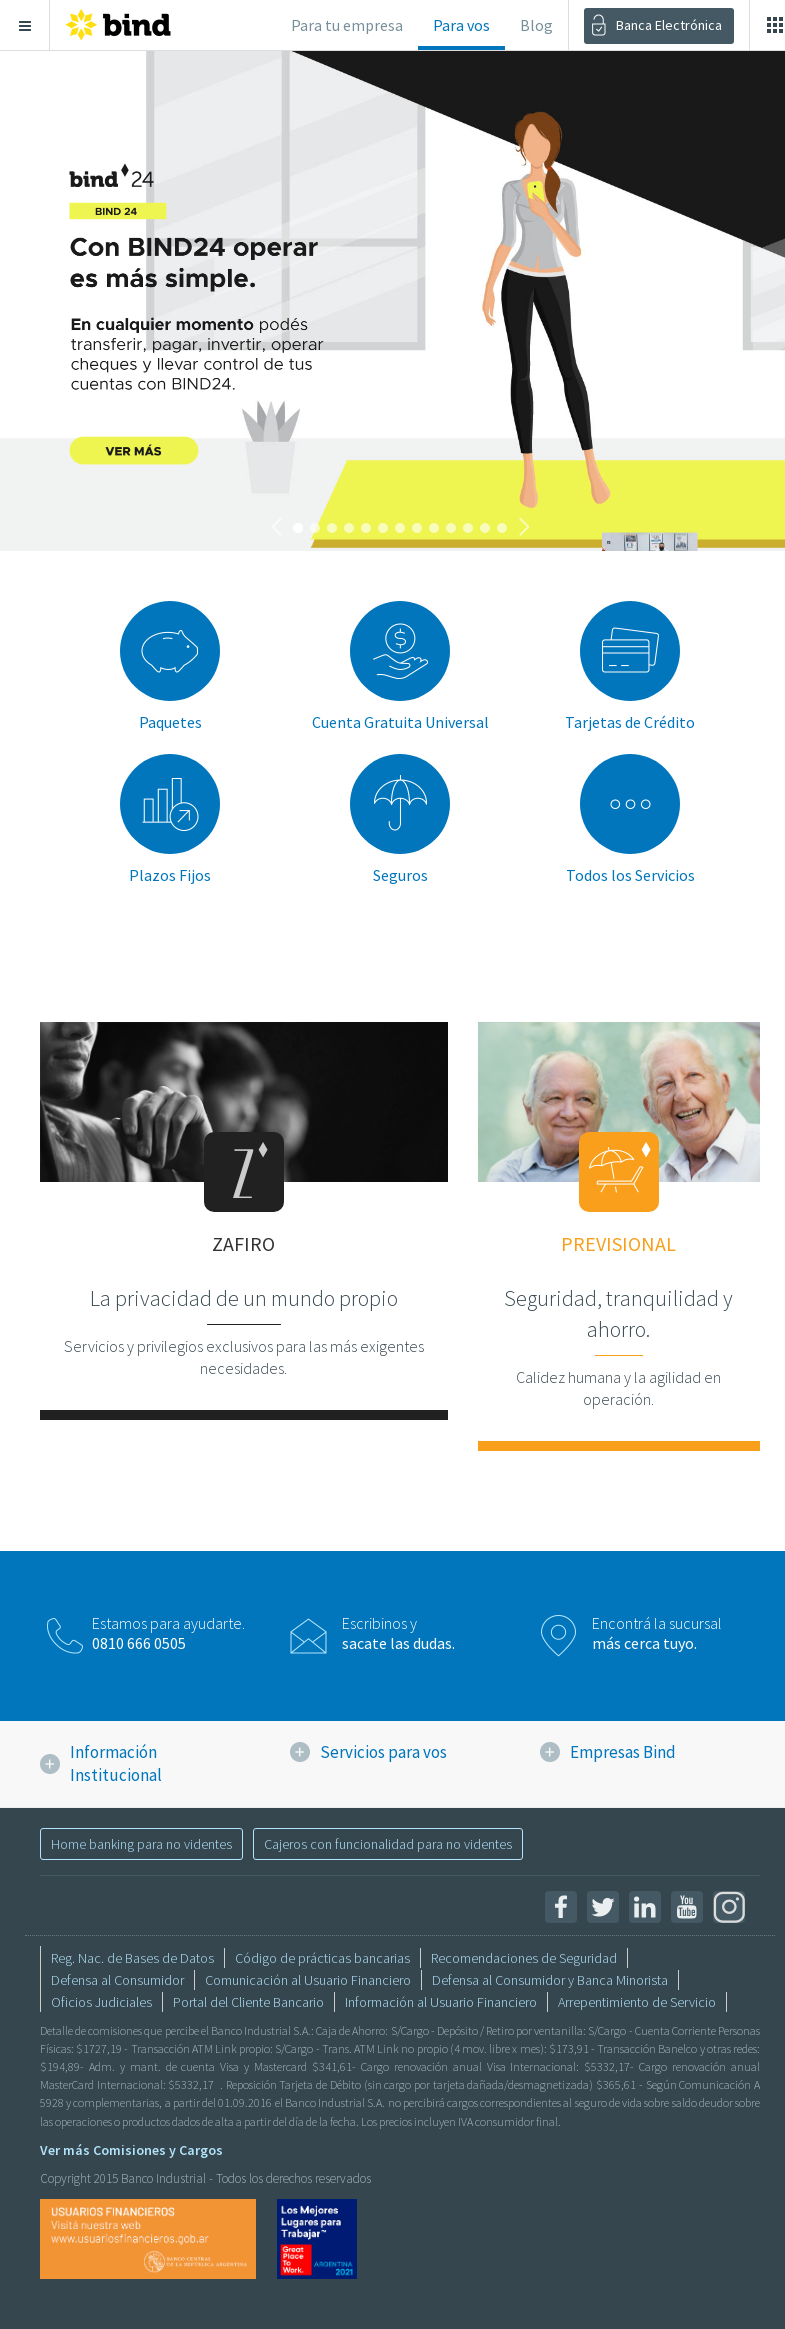 bind
Para tu empresa
Para vos
Blog
Banca Electrónica
bind 24
BIND 24
Con BIND24 operar
es más simple.
En cualquier momento podés
transferir, pagar, invertir, operar
cheques y llevar control de tus
cuentas con BIND24.
VER MÁS
Paquetes
Cuenta Gratuita Universal
Tarjetas de Crédito
Plazos Fijos
Seguros
Todos los Servicios
Z
ZAFIRO
La privacidad de un mundo propio
Servicios y privilegios exclusivos para las más exigentes
necesidades.
PREVISIONAL
Seguridad, tranquilidad y
ahorro.
Calidez humana y la agilidad en
operación.
Estamos para ayudarte.
0810 666 0505
Escribinos y
sacate las dudas.
Encontrá la sucursal
más cerca tuyo.
Información
Institucional
Servicios para vos
Empresas Bind
Home banking para no videntes
Cajeros con funcionalidad para no videntes
You
Tube
Reg. Nac. de Bases de Datos
Código de prácticas bancarias
Recomendaciones de Seguridad
Defensa al Consumidor
Comunicación al Usuario Financiero
Defensa al Consumidor y Banca Minorista
Oficios Judiciales
Portal del Cliente Bancario
Información al Usuario Financiero
Arrepentimiento de Servicio
Detalle de comisiones que percibe el Banco Industrial S.A.: Caja de Ahorro: S/Cargo - Depósito / Retiro por ventanilla: S/Cargo - Cuenta Corriente Personas
Físicas: $1727,19 - Transacción ATM Link propio: S/Cargo - Trans. ATM Link no propio (4 mov. libre x mes): $173,91 - Transacción Banelco y otras redes:
$194,89- Adm. y mant. de cuenta Visa y Mastercard $341,61- Cargo renovación anual Visa Internacional: $5332,17- Cargo renovación anual
MasterCard Internacional: $5332,17 . Reposición Tarjeta de Débito (sin cargo por tarjeta dañada/desmagnetizada) $365,61 - Según Comunicación A
5928 y complementarias, a partir del 01.09.2016 el Banco Industrial S.A. no percibirá cargos correspondientes al seguro de vida sobre saldo deudor sobre
las operaciones o productos dados de alta a partir del día de la fecha. Los precios incluyen IVA consumidor final.
Ver más Comisiones y Cargos
Copyright 2015 Banco Industrial - Todos los derechos reservados
USUARIOS FINANCIEROS
Visitá nuestra web
www.usuariosfinancieros.gob.ar
BANCO CENTRAL
DE LA REPÚBLICA ARGENTINA
Los Mejores
Lugares para
Trabajar™
Great
Place
To
Work.
ARGENTINA
2021